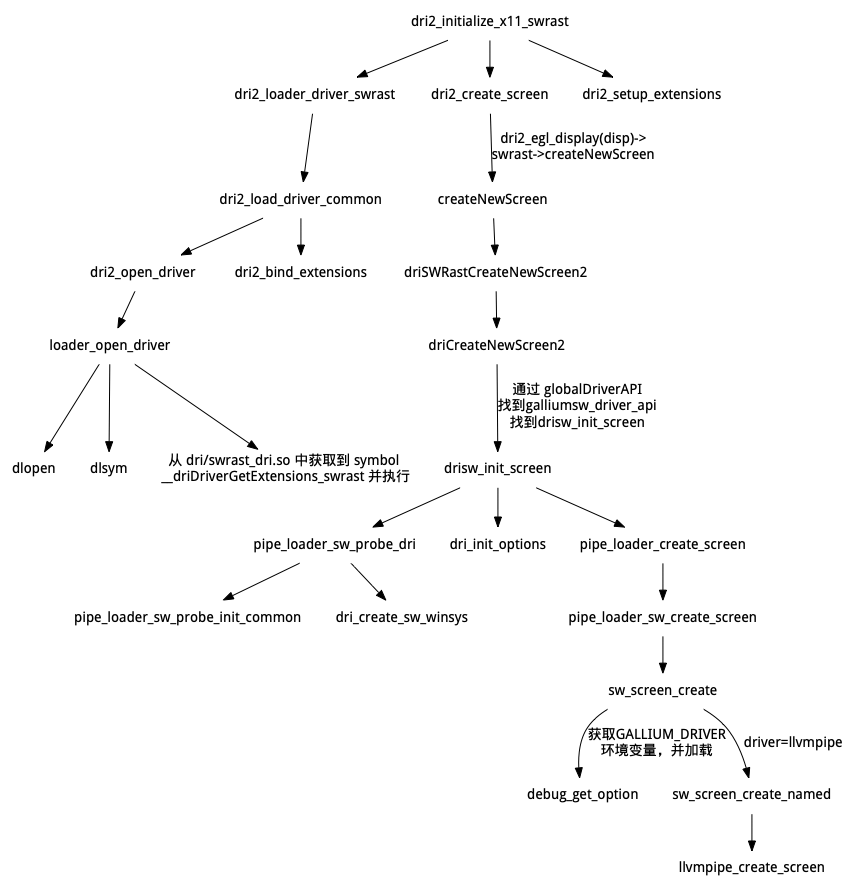 dri2_initialize_x11_swrast
dri2_loader_driver_swrast
dri2_create_screen
dri2_setup_extensions
dri2_egl_display(disp)->
swrast->createNewScreen
dri2_load_driver_common
createNewScreen
dri2_open_driver
dri2_bind_extensions
driSWRastCreateNewScreen2
loader_open_driver
driCreateNewScreen2
通过 globalDriverAPI
找到galliumsw_driver_api
找到drisw_init_screen
dlopen
dlsym
从 dri/swrast_dri.so 中获取到 symbol
__driDriverGetExtensions_swrast 并执行
drisw_init_screen
pipe_loader_sw_probe_dri
dri_init_options
pipe_loader_create_screen
pipe_loader_sw_probe_init_common
dri_create_sw_winsys
pipe_loader_sw_create_screen
sw_screen_create
获取GALLIUM_DRIVER
环境变量，并加载
driver=llvmpipe
debug_get_option
sw_screen_create_named
llvmpipe_create_screen